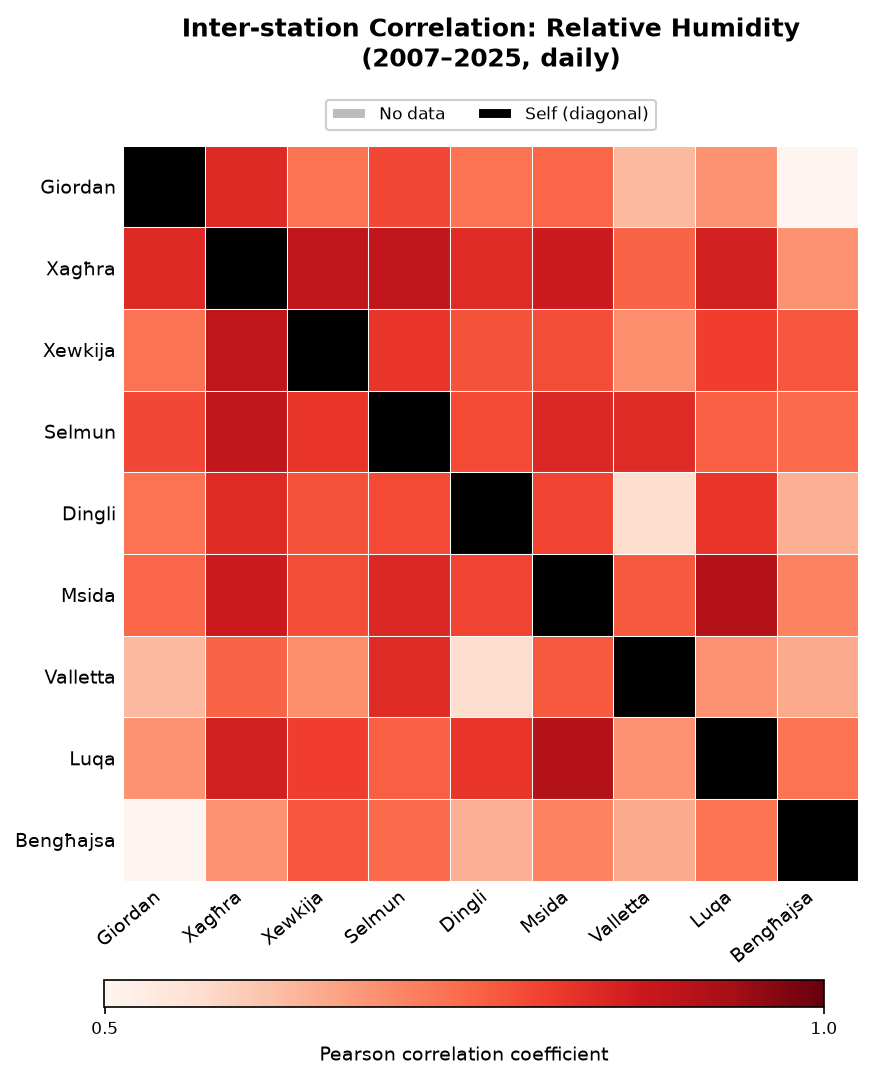 Inter-station Correlation: Relative Humidity
(2007–2025, daily)
No data
Self (diagonal)
Giordan
Xagħra
Xewkija
Selmun
Dingli
Msida
Valletta
Luqa
Bengħajsa
Giordan
Xagħra
Xewkija
Selmun
Dingli
Msida
Valletta
Luqa
Bengħajsa
0.5
1.0
Pearson correlation coefficient